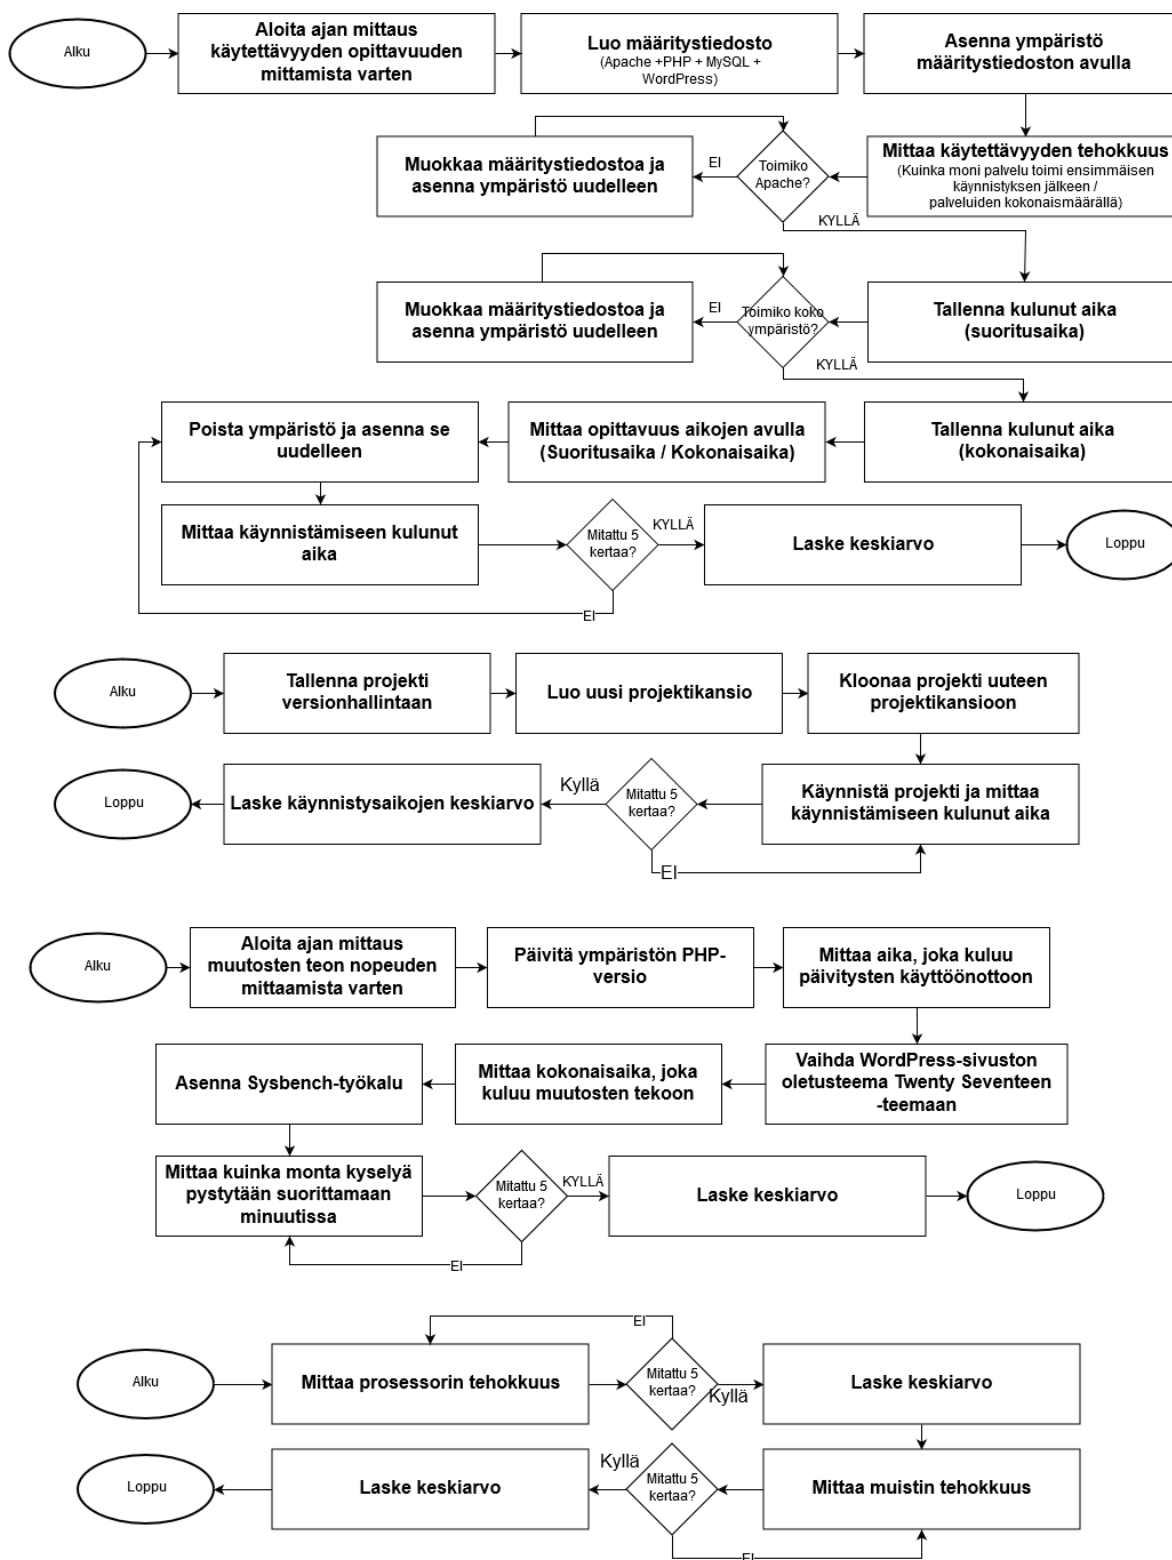 Alku
Aloita ajan mittaus
käytettävyyden opittavuuden
mittamista varten
Luo määritystiedosto
(Apache +PHP + MySQL +
WordPress)
Asenna ympäristö
määritystiedoston avulla
Mittaa käytettävyyden tehokkuus
(Kuinka moni palvelu toimi ensimmäisen
käynnistyksen jälkeen /
palveluiden kokonaismäärällä)
Toimiko
Apache?
EI
Muokkaa määritystiedostoa ja
asenna ympäristö uudelleen
KYLLÄ
Tallenna kulunut aika
(suoritusaika)
Toimiko koko
ympäristö?
EI
Muokkaa määritystiedostoa ja
asenna ympäristö uudelleen
KYLLÄ
Tallenna kulunut aika
(kokonaisaika)
Mittaa opittavuus aikojen avulla
(Suoritusaika / Kokonaisaika)
Poista ympäristö ja asenna se
uudelleen
Mittaa käynnistämiseen kulunut
aika
Mitattu 5
kertaa?
KYLLÄ
Laske keskiarvo
Loppu
EI
Alku
Tallenna projekti
versionhallintaan
Luo uusi projektikansio
Kloonaa projekti uuteen
projektikansioon
Käynnistä projekti ja mittaa
käynnistämiseen kulunut aika
Mitattu 5
kertaa?
Kyllä
Laske käynnistysaikojen keskiarvo
Loppu
EI
Alku
Aloita ajan mittaus
muutosten teon nopeuden
mittaamista varten
Päivitä ympäristön PHP-
versio
Mittaa aika, joka kuluu
päivitysten käyttöönottoon
Vaihda WordPress-sivuston
oletusteema Twenty Seventeen
-teemaan
Mittaa kokonaisaika, joka
kuluu muutosten tekoon
Asenna Sysbench-työkalu
Mittaa kuinka monta kyselyä
pystytään suorittamaan
minuutissa
Mitattu 5
kertaa?
KYLLÄ
Laske keskiarvo
Loppu
EI
EI
Alku
Mittaa prosessorin tehokkuus
Mitattu 5
kertaa?
Kyllä
Laske keskiarvo
Mittaa muistin tehokkuus
Mitattu 5
kertaa?
Kyllä
Laske keskiarvo
Loppu
EI